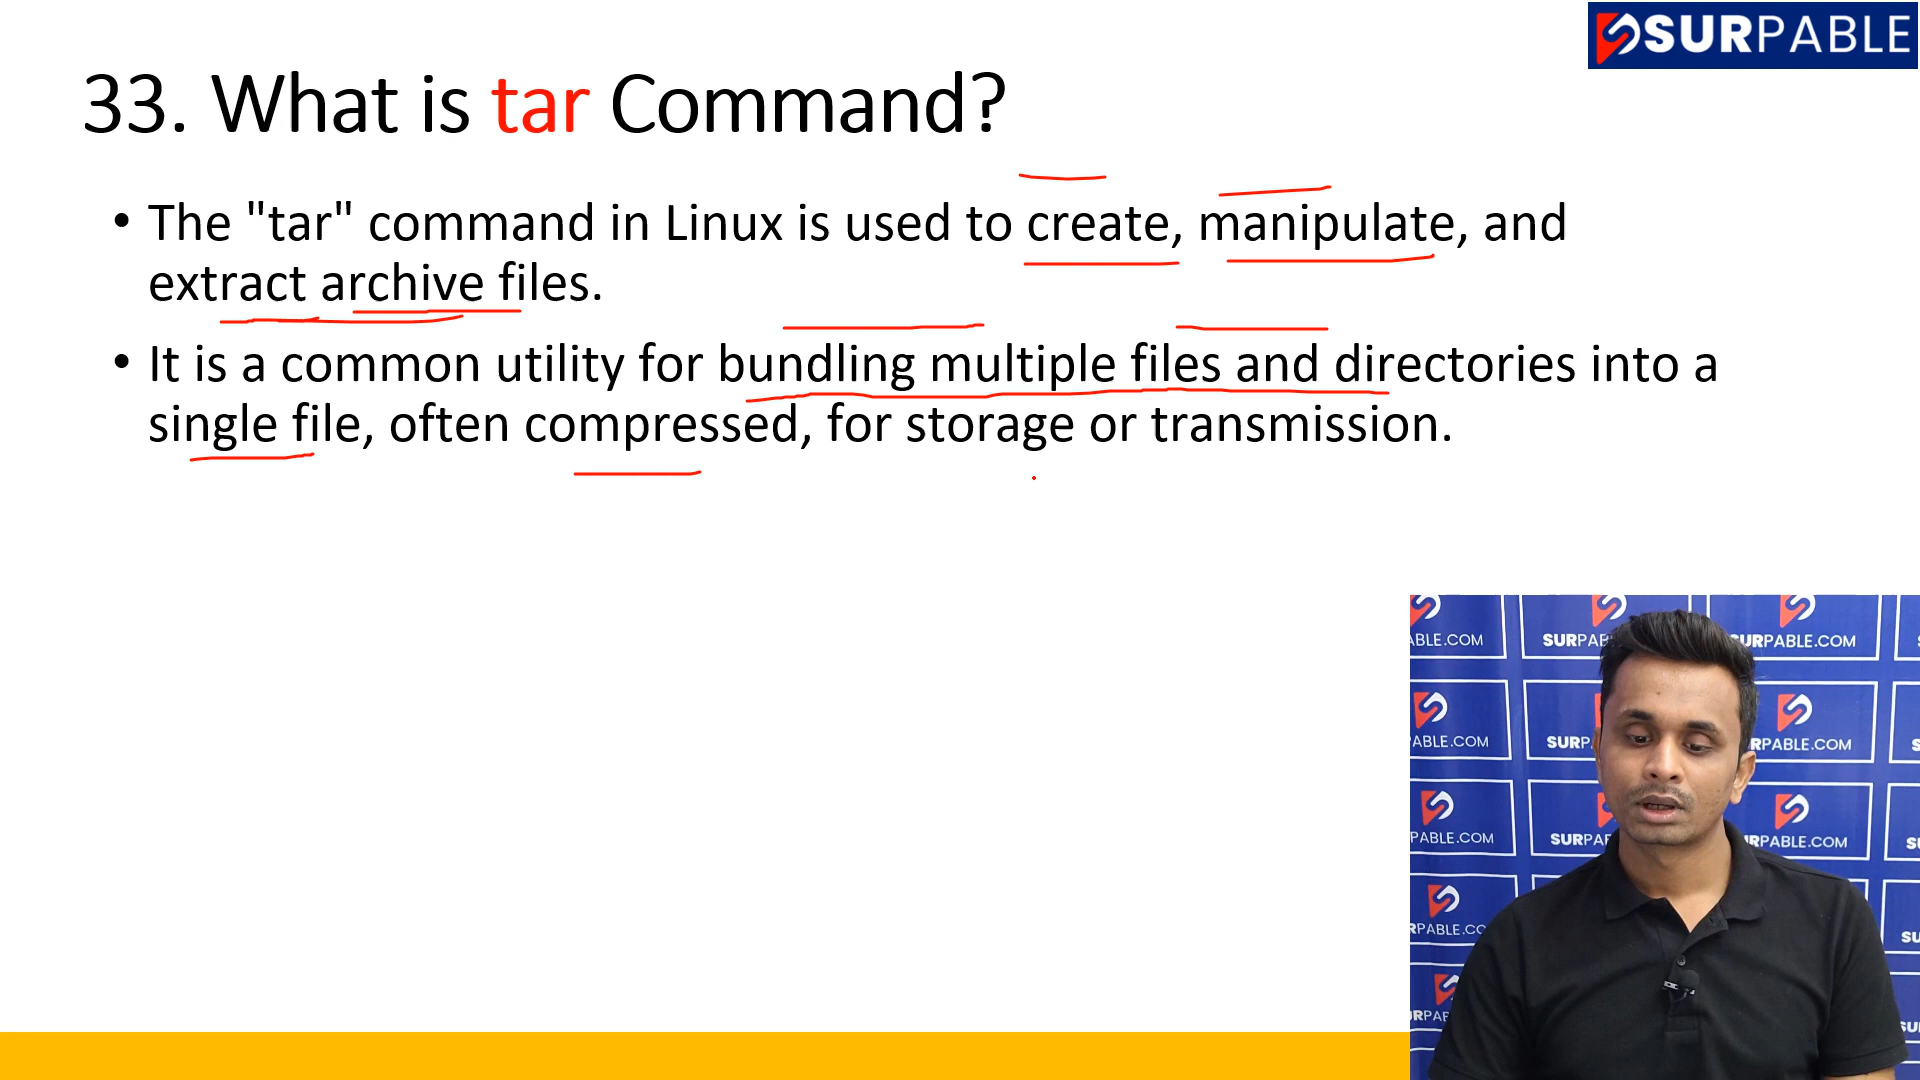 SURPABLE
33. What is tar Command?
• The "tar" command in Linux is used to create, manipulate, and
extract archive files.
• It is a common utility for bundling multiple files and directories into a
single file, often compressed, for storage or transmission.
SURPABLE.COM